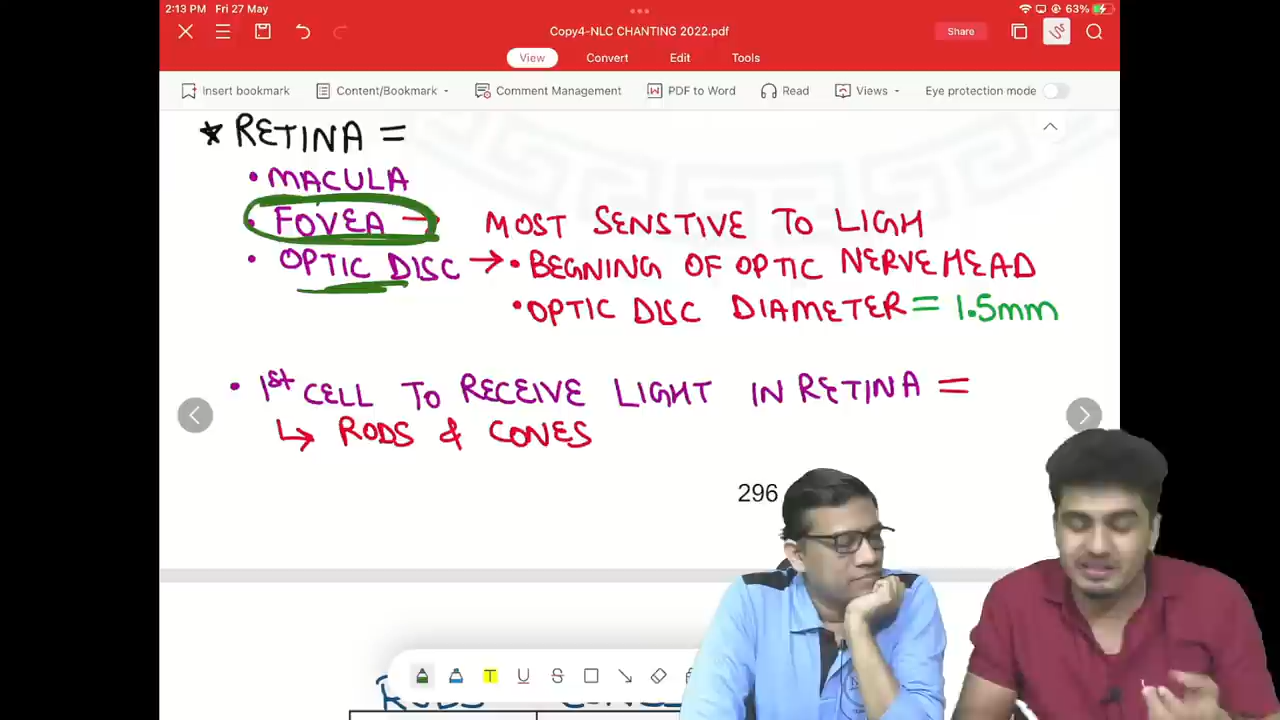 2:13 PM Fri 27 May
63%
Copy4-NLC CHANTING 2022.pdf
Share
View Convert Edit Tools
Insert bookmark Content/Bookmark Comment Management PDF to Word Read Views Eye protection mode
* RETINA =
• MACULA
• FOVEA → MOST SENSTIVE TO LIGH
• OPTIC DISC → • BEGNING OF OPTIC NERVE HEAD
• OPTIC DISC DIAMETER = 1.5mm
• 1st CELL TO RECEIVE LIGHT IN RETINA =
↳ RODS & CONES
296
T U S
RODS